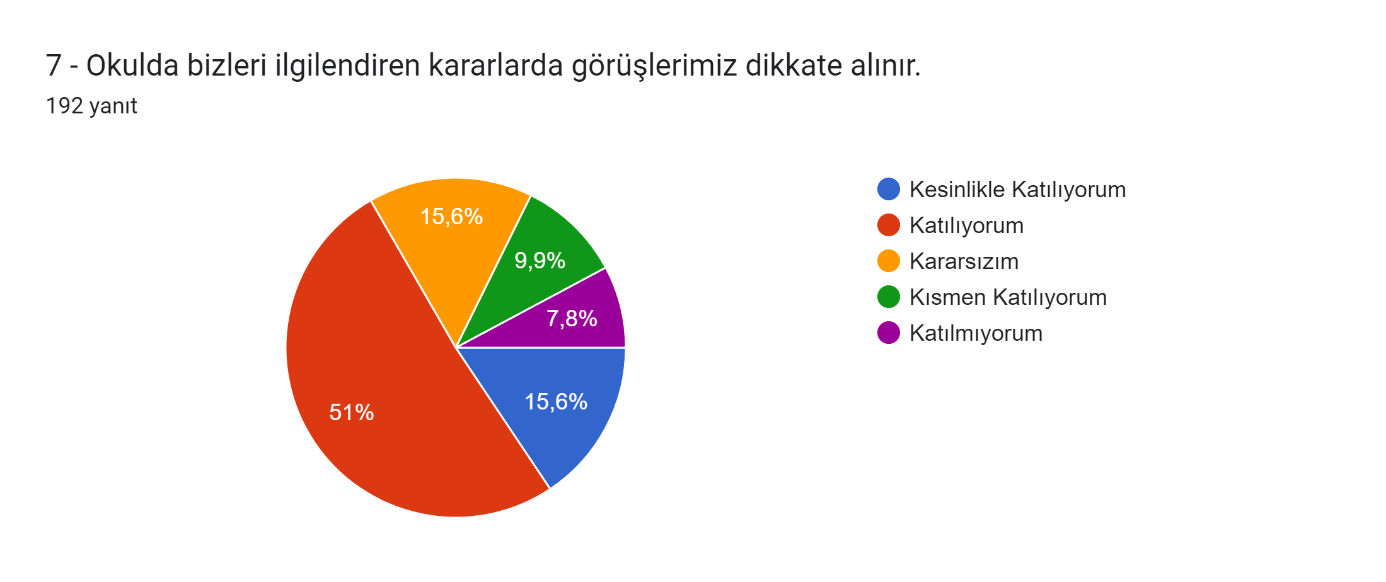 7 - Okulda bizleri ilgilendiren kararlarda görüşlerimiz dikkate alınır.
192 yanıt
15,6%
9,9%
7,8%
15,6%
51%
Kesinlikle Katılıyorum
Katılıyorum
Kararsızım
Kısmen Katılıyorum
Katılmıyorum